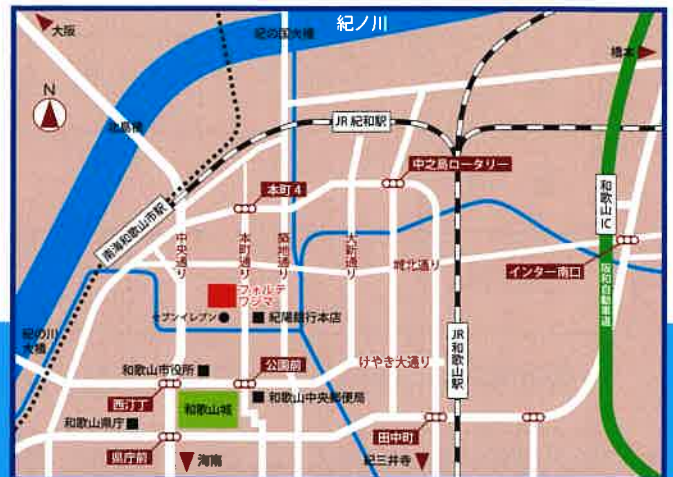 大阪
紀の国大橋
紀ノ川
橋本
N
北島橋
JR 紀和駅
中之島ロータリー
本町 4
南海和歌山市駅
和歌山IC
中央通り
本町通り
築地通り
大新通り
城北通り
インター南口
阪和自動車道
フォルテ
ワジマ
セブンイレブン
紀陽銀行本店
紀の川
大橋
JR和歌山駅
けやき大通り
公園前
和歌山市役所
西汀丁
和歌山城
和歌山中央郵便局
和歌山県庁
田中町
県庁前
海南
紀三井寺